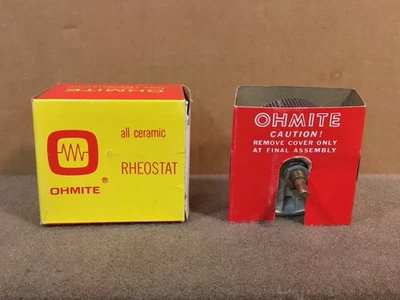 OHMITE
all ceramic
RHEOSTAT
OHMITE ®
OHMITE
CAUTION!
REMOVE COVER ONLY
AT FINAL ASSEMBLY